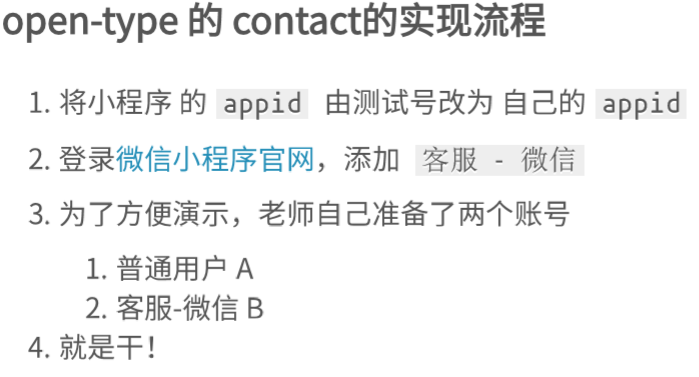 open-type 的 contact的实现流程
1. 将小程序 的 appid 由测试号改为 自己的 appid
2. 登录微信小程序官网，添加 客服 - 微信
3. 为了方便演示，老师自己准备了两个账号
1. 普通用户 A
2. 客服-微信 B
4. 就是干！